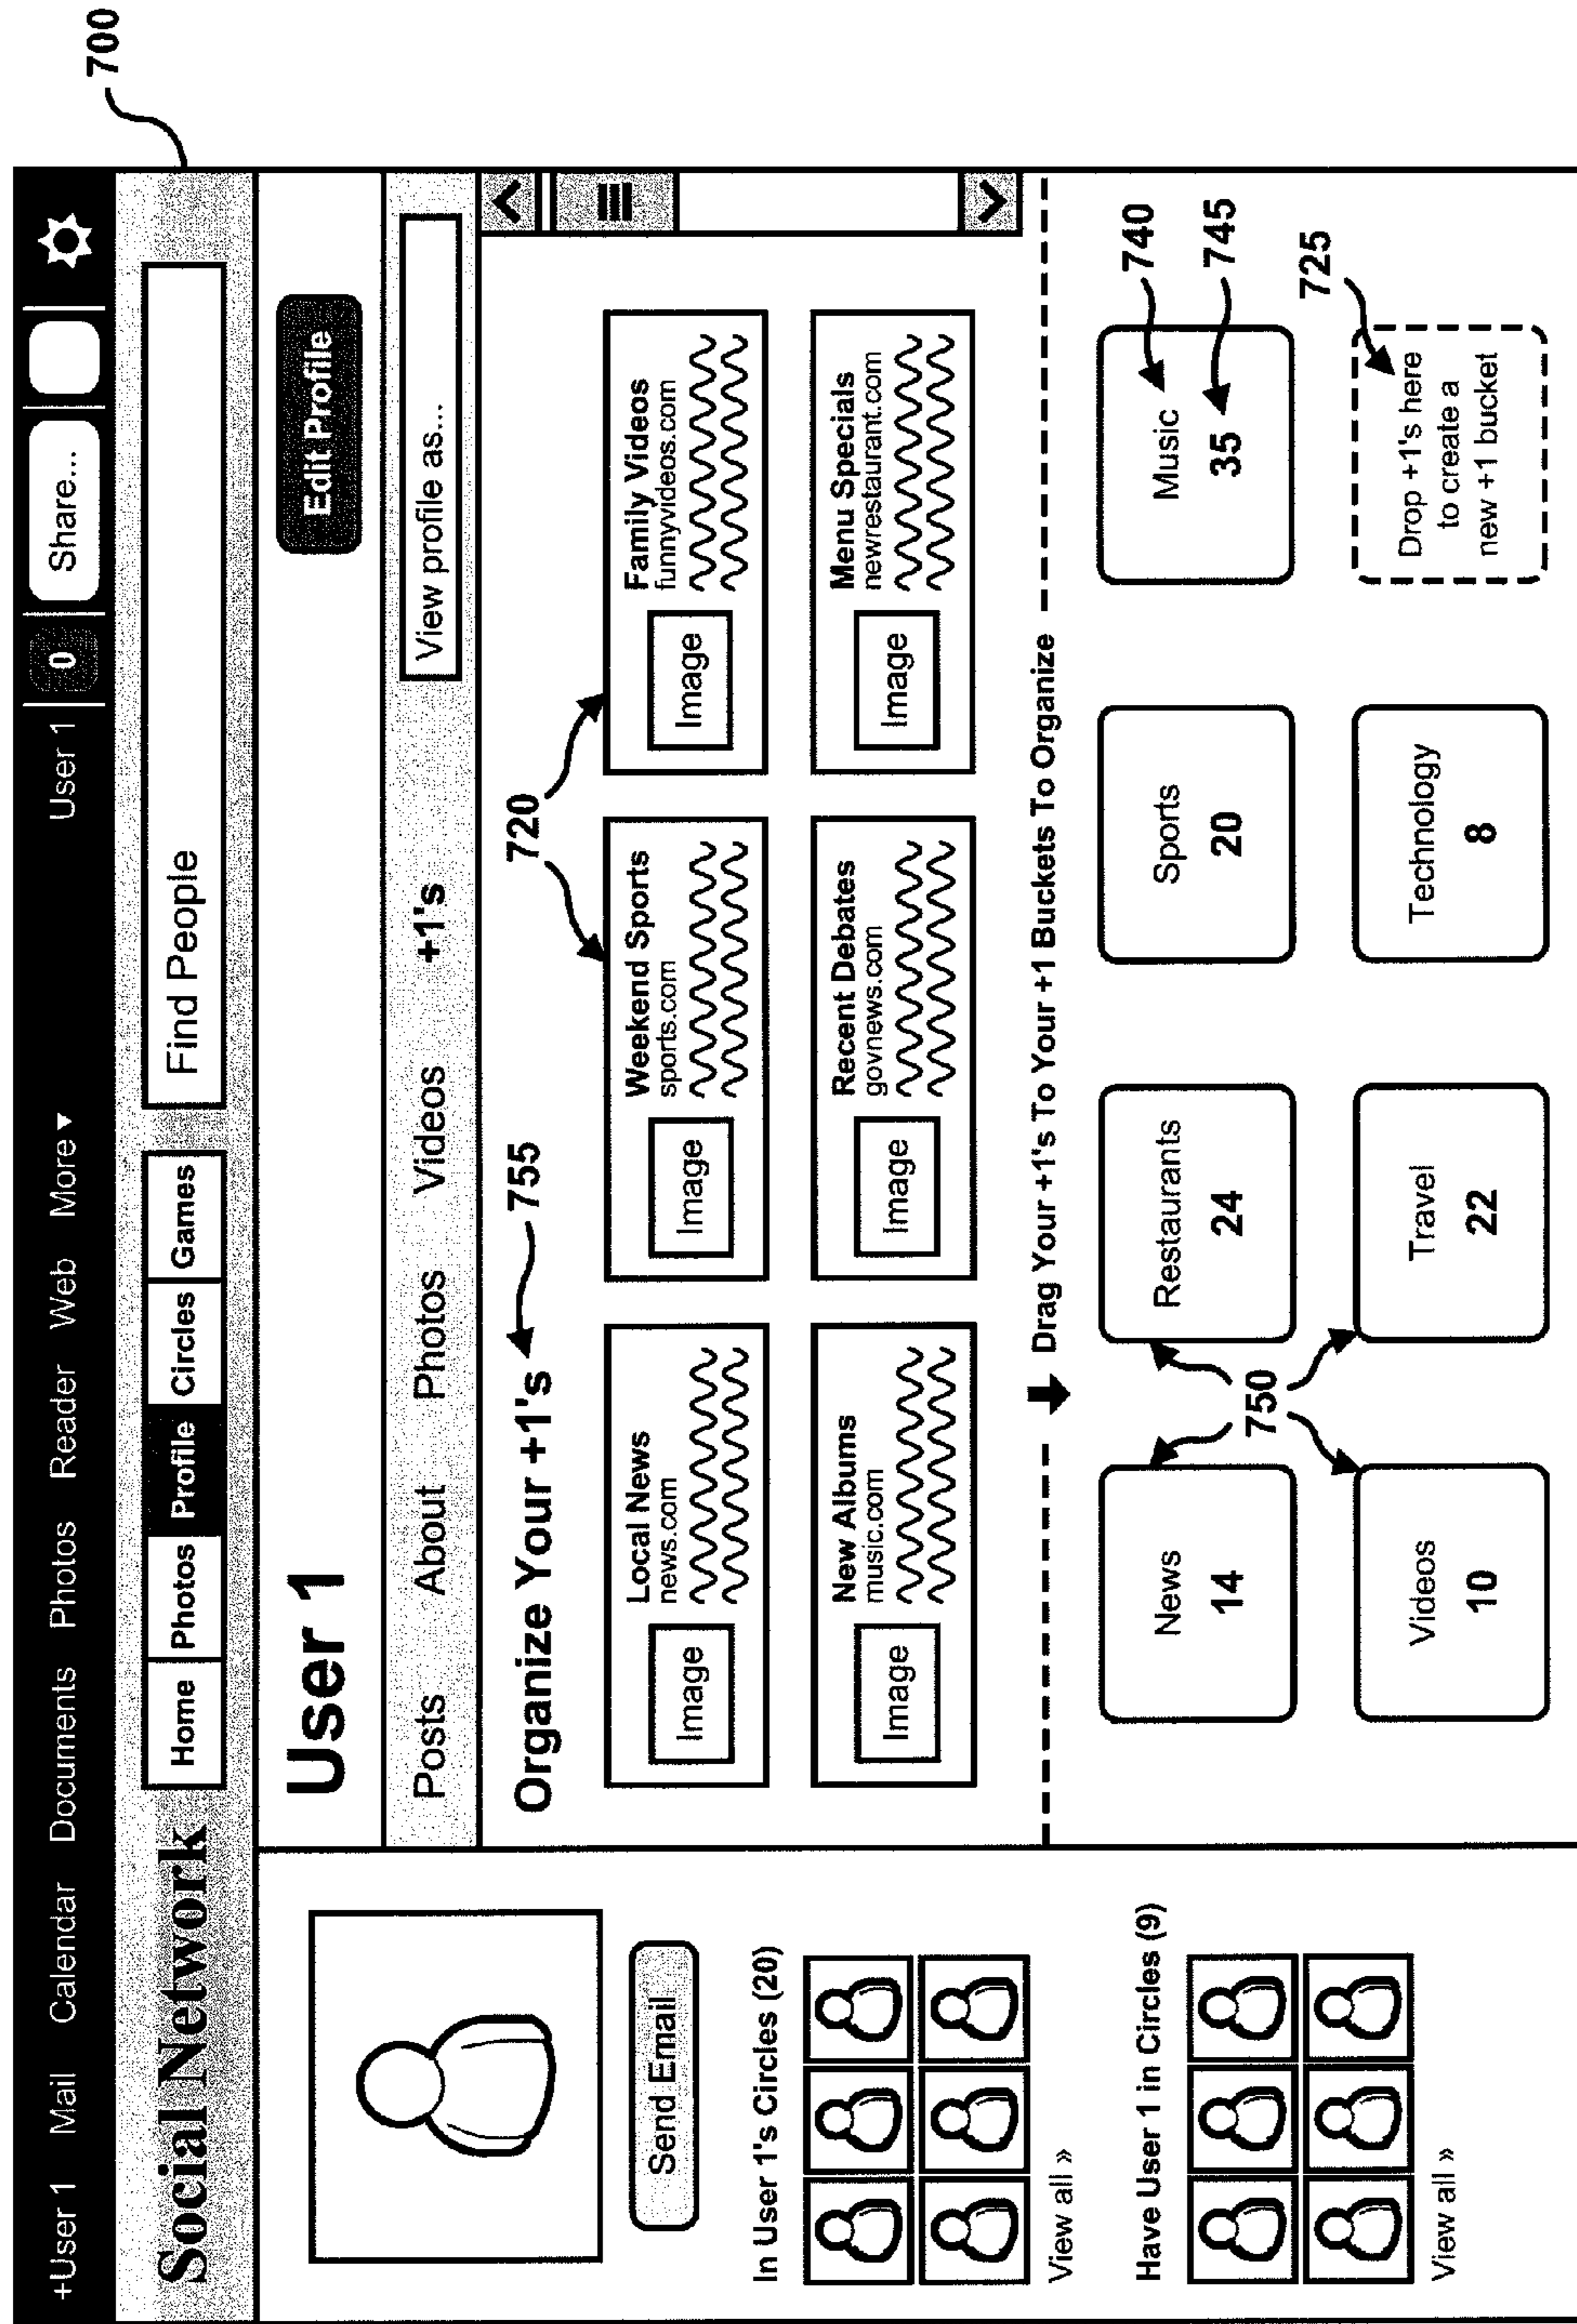 700
+User 1 Mail Calendar Documents Photos Reader Web More ▾ User 1 0 Share...
Social Network Home Photos Profile Circles Games Find People
User 1 Edit Profile
Posts About Photos Videos +1's View profile as...
Send Email
In User 1's Circles (20)
View all »
Have User 1 in Circles (9)
View all »
Organize Your +1's 755
720
Image
Local News
news.com
Image
Weekend Sports
sports.com
Image
Family Videos
funnyvideos.com
Image
New Albums
music.com
Image
Recent Debates
govnews.com
Image
Menu Specials
newrestaurant.com
Drag Your +1's To Your +1 Buckets To Organize
News
14
Restaurants
24
Sports
20
Music
35
740
745
750
725
Videos
10
Travel
22
Technology
8
Drop +1's here
to create a
new +1 bucket